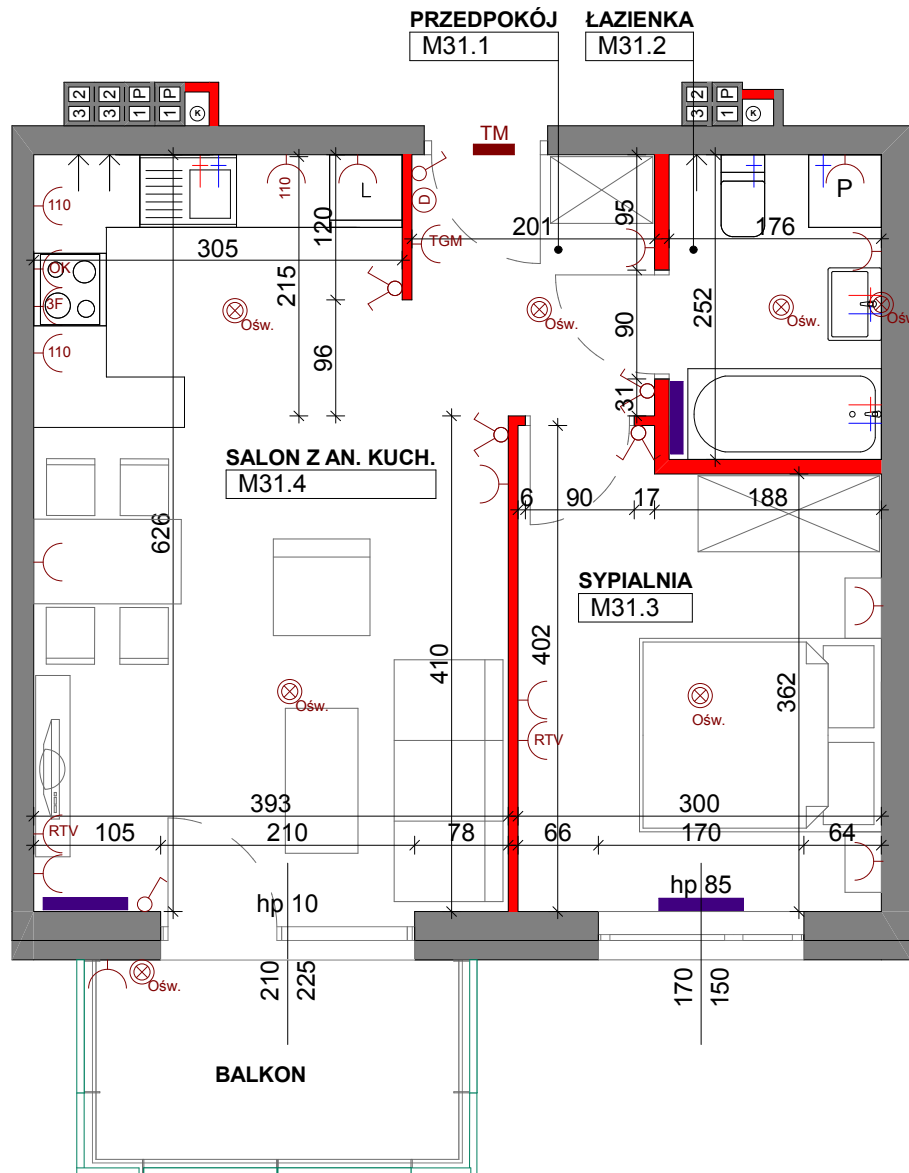 PRZEDPOKÓJ ŁAZIENKA
M31.1 M31.2
3 2
3 2
1 P
1 P
K
3 2
1 P
K
TM
110
110
L
D
TGM
P
201
95
176
305
120
215
OK
3F
Ośw.
Ośw.
Ośw.
Ośw.
90
252
110
96
31
SALON Z AN. KUCH.
M31.4
6 90 17 188
626
SYPIALNIA
M31.3
402
410
362
Ośw.
Ośw.
RTV
393 300
RTV
105 210 78 66 170 64
hp 10 hp 85
Ośw.
210
225
170
150
BALKON